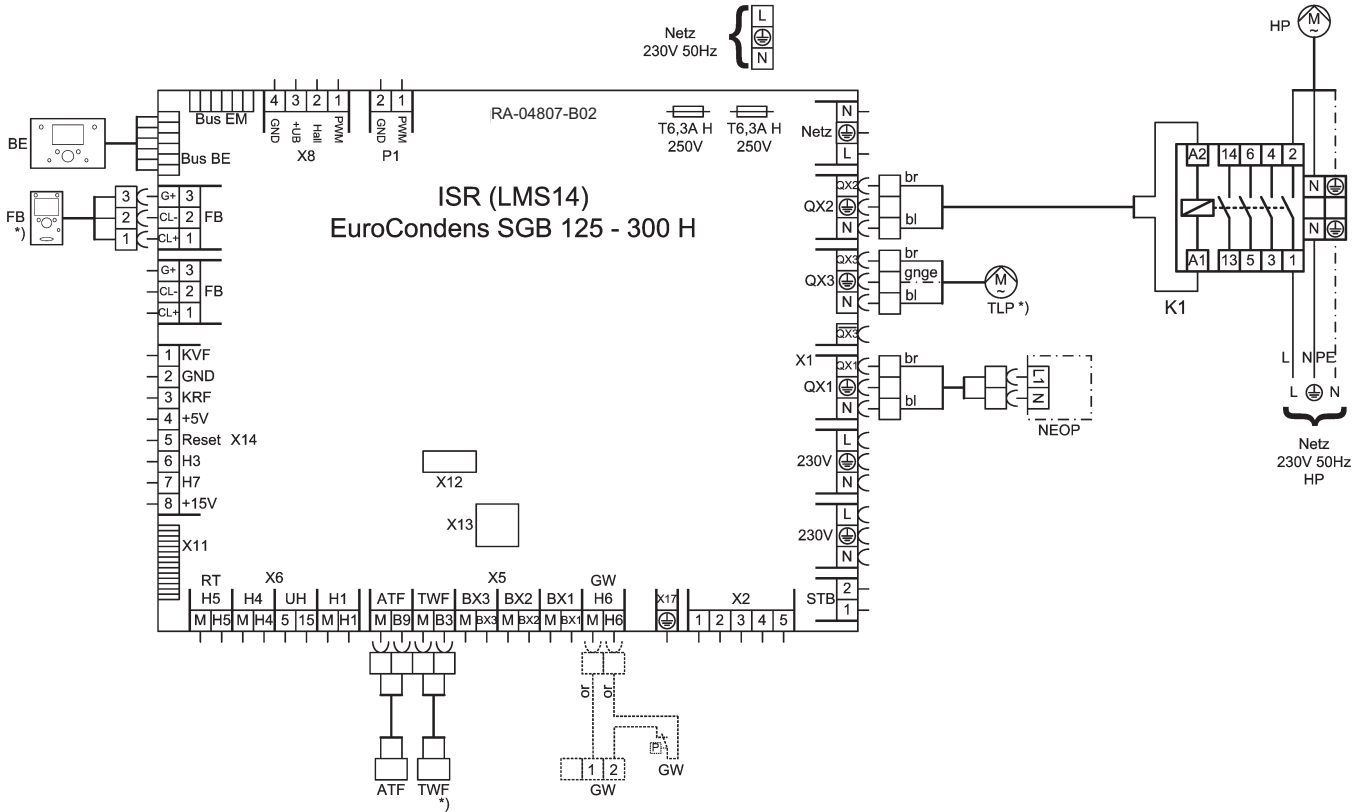 Netz
230V 50Hz
L
N
HP
M
~
4 3 2 1
GND +UB Hall PWM
X8
2 1
GND PWM
P1
Bus EM
Bus BE
BE
RA-04807-B02
T6,3A H
250V
T6,3A H
250V
ISR (LMS14)
EuroCondens SGB 125 - 300 H
FB
*)
3
2
1
G+ 3
CL- 2 FB
CL+ 1
G+ 3
CL- 2 FB
CL+ 1
1 KVF
2 GND
3 KRF
4 +5V
5 Reset X14
6 H3
7 H7
8 +15V
X11
X12
X13
N
Netz
L
QX2 br
QX2
N bl
QX3 br
QX3 gnge
N bl
M
~
TLP *)
QX3
X1 QX1 br
QX1
N bl
L1
N
NEOP
L
230V
N
L
230V
N
STB 2
1
A2 14 6 4 2
N
N
A1 13 5 3 1
K1
L N PE
L N
Netz
230V 50Hz
HP
RT X6 X5 GW
H5 H4 UH H1 ATF TWF BX3 BX2 BX1 H6 X17 X2
M H5 M H4 5 15 M H1 M B9 M B3 M BX3 M BX2 M BX1 M H6 1 2 3 4 5
or or
P
1 2
GW
GW
ATF TWF
*)